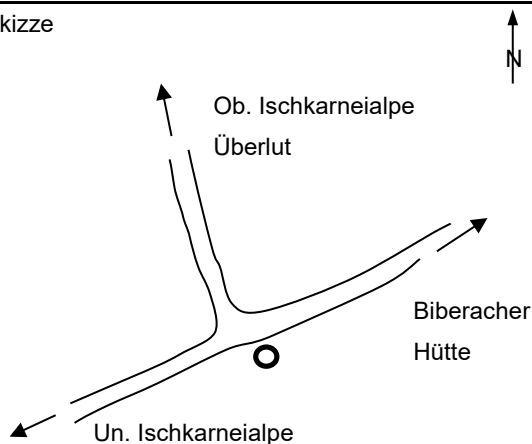 kizze
N
Ob. Ischkarneialpe
Überlut
Biberacher
Hütte
Un. Ischkarneialpe